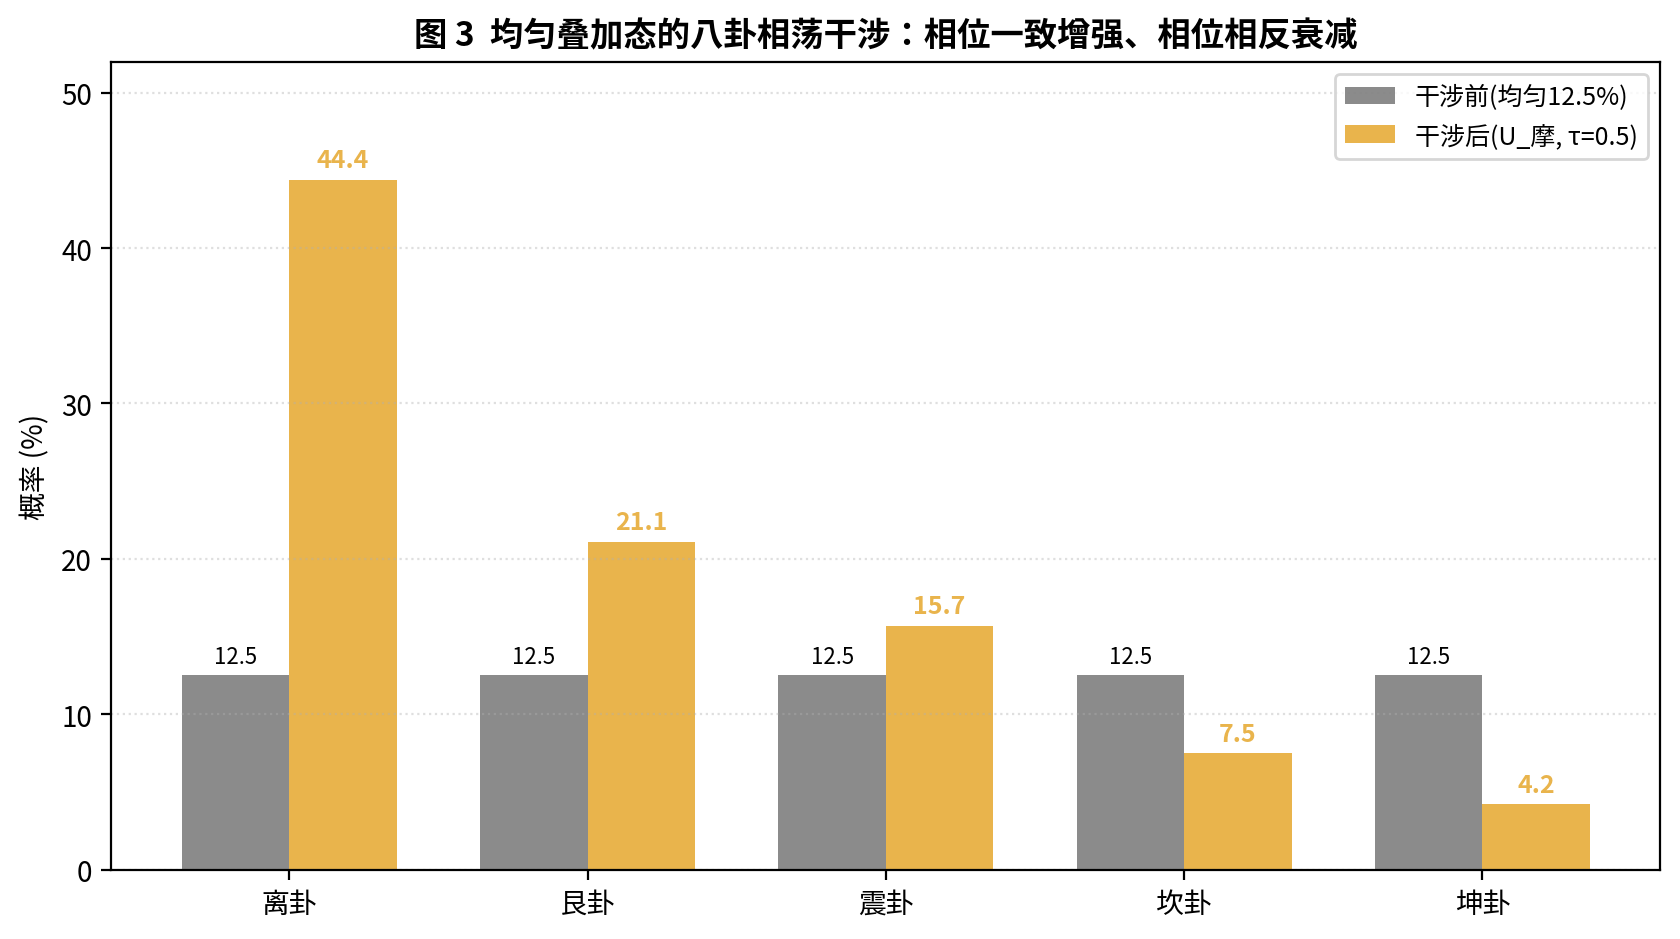 图 3 均匀叠加态的八卦相荡干涉：相位一致增强、相位相反衰减
干涉前(均匀12.5%)
干涉后(U_摩, τ=0.5)
概率 (%)
50
40
30
20
10
0
12.5
44.4
12.5
21.1
12.5
15.7
12.5
7.5
12.5
4.2
离卦
艮卦
震卦
坎卦
坤卦